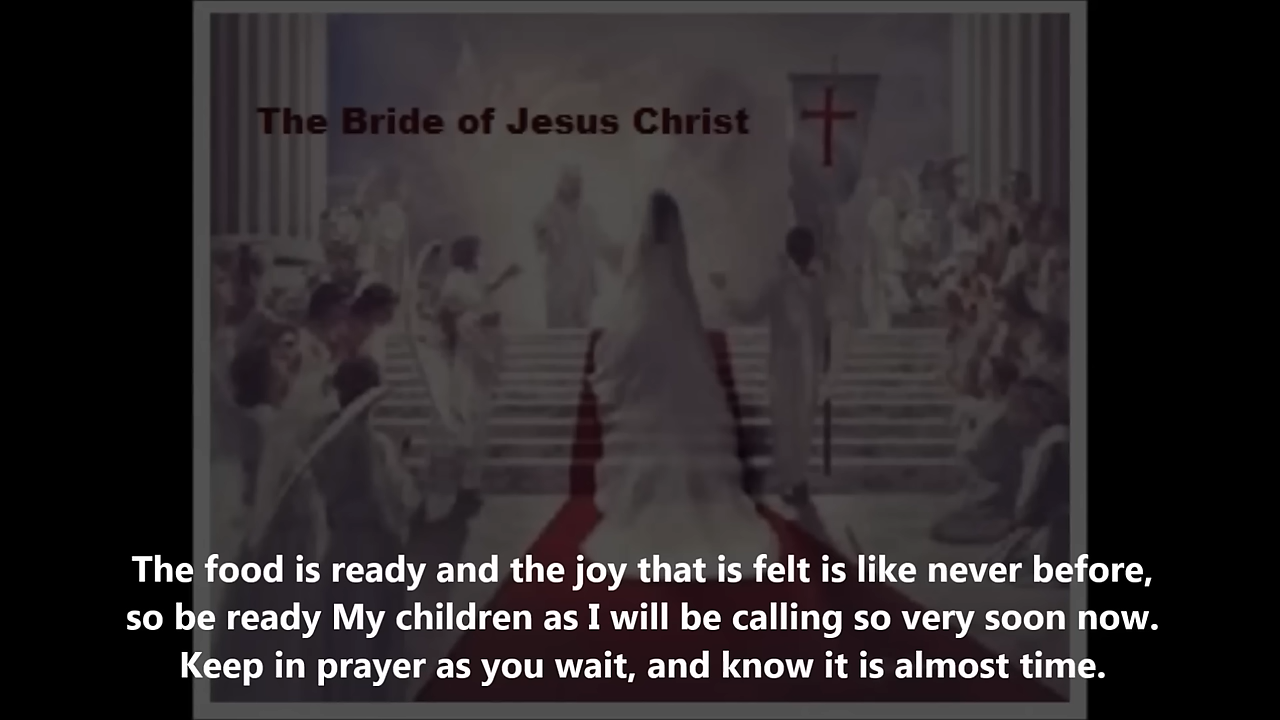 The Bride of Jesus Christ
The food is ready and the joy that is felt is like never before,
so be ready My children as I will be calling so very soon now.
Keep in prayer as you wait, and know it is almost time.